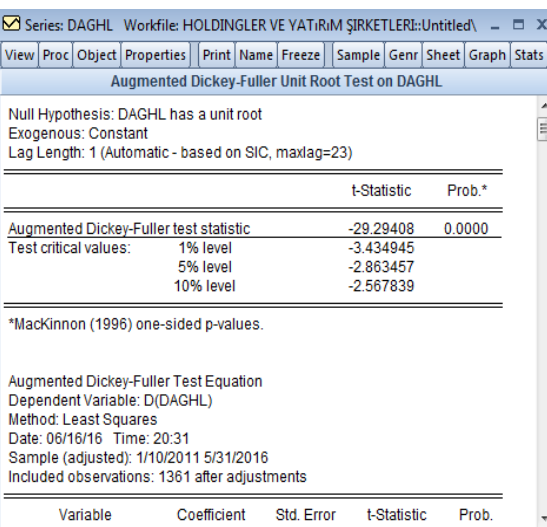 Series: DAGHL Workfile: HOLDINGLER VE YATıRıM ŞIRKETLERI::Untitled\
View Proc Object Properties Print Name Freeze Sample Genr Sheet Graph Stats
Augmented Dickey-Fuller Unit Root Test on DAGHL
Null Hypothesis: DAGHL has a unit root
Exogenous: Constant
Lag Length: 1 (Automatic - based on SIC, maxlag=23)
t-Statistic Prob.*
Augmented Dickey-Fuller test statistic -29.29408 0.0000
Test critical values: 1% level -3.434945
5% level -2.863457
10% level -2.567839
*MacKinnon (1996) one-sided p-values.
Augmented Dickey-Fuller Test Equation
Dependent Variable: D(DAGHL)
Method: Least Squares
Date: 06/16/16 Time: 20:31
Sample (adjusted): 1/10/2011 5/31/2016
Included observations: 1361 after adjustments
Variable Coefficient Std. Error t-Statistic Prob.